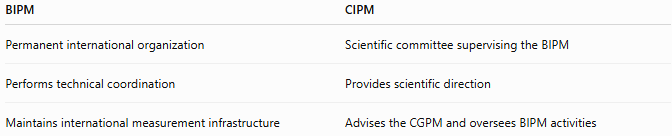 BIPM CIPM
Permanent international organization Scientific committee supervising the BIPM
Performs technical coordination Provides scientific direction
Maintains international measurement infrastructure Advises the CGPM and oversees BIPM activities